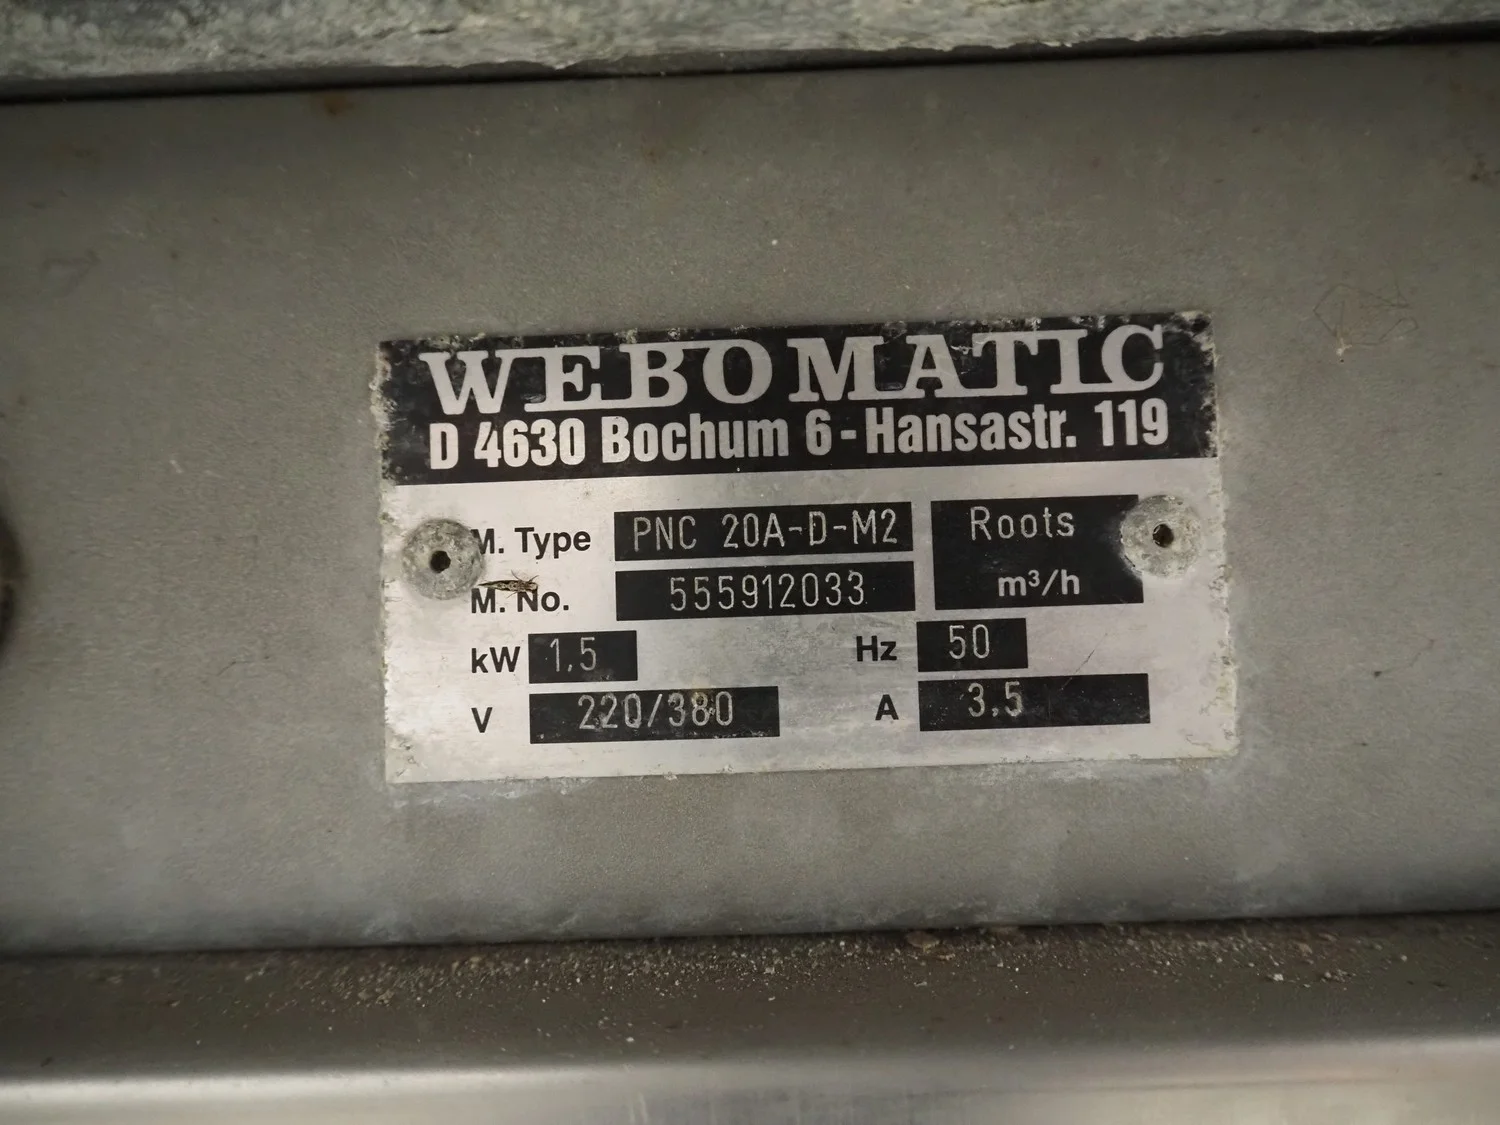 WEBOMATIC
D 4630 Bochum 6 - Hansastr. 119
M. Type PNC 20A-D-M2 Roots
M. No. 555912033 m³/h
kW 1,5 Hz 50
V 220/380 A 3,5